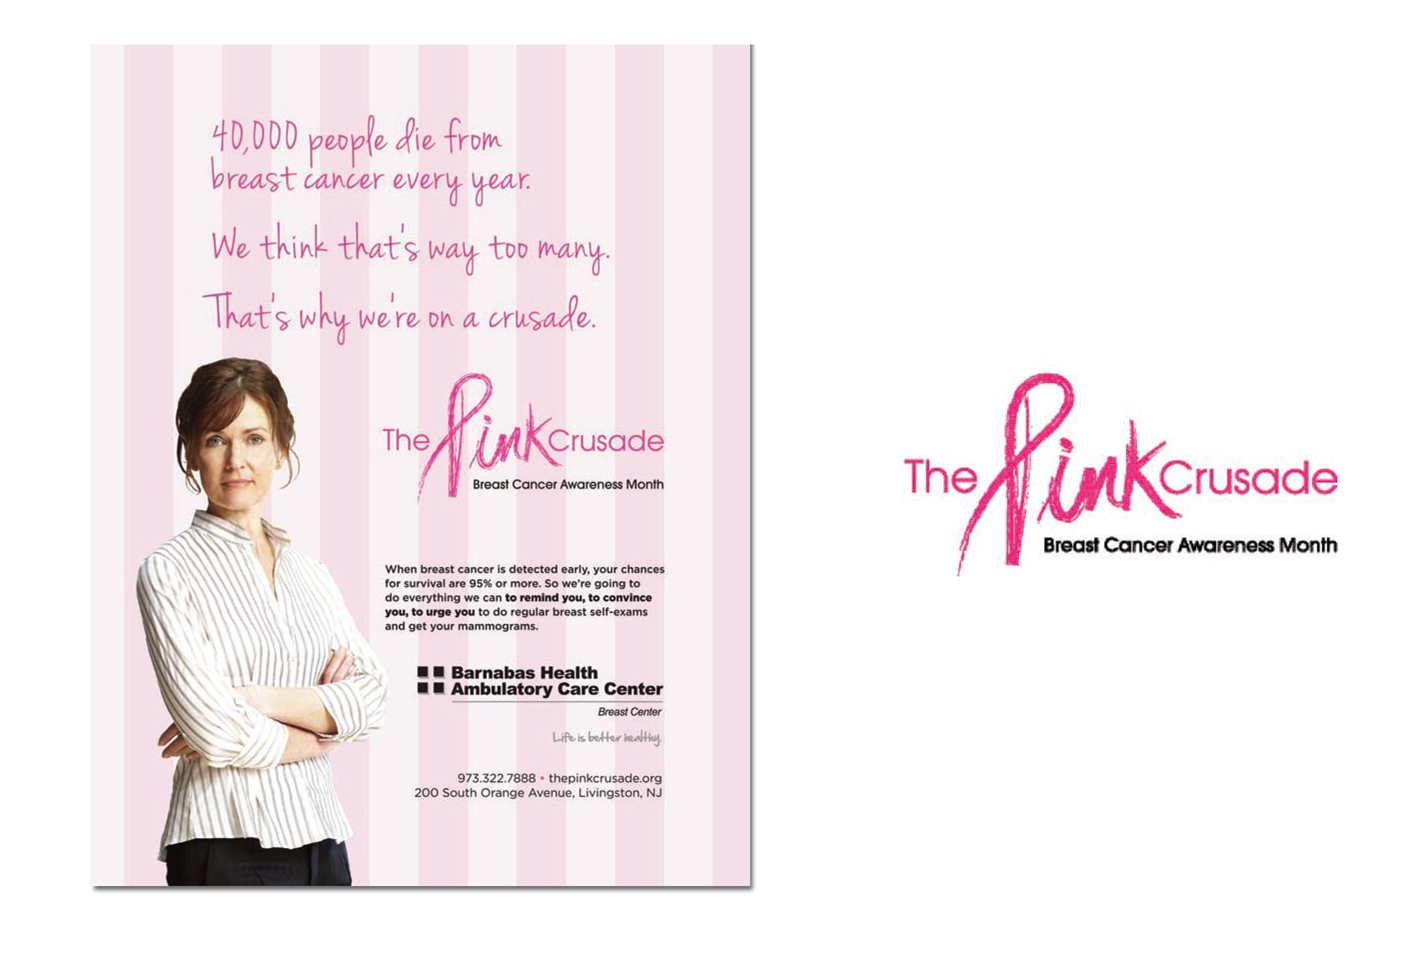 40,000 people die from
breast cancer every year.
We think that's way too many.
That's why we're on a crusade.
The Pink Crusade
Breast Cancer Awareness Month
When breast cancer is detected early, your chances
for survival are 95% or more. So we're going to
do everything we can to remind you, to convince
you, to urge you to do regular breast self-exams
and get your mammograms.
Barnabas Health
Ambulatory Care Center
Breast Center
Life is better healthy.
973.322.7888 • thepinkcrusade.org
200 South Orange Avenue, Livingston, NJ
The Pink Crusade
Breast Cancer Awareness Month